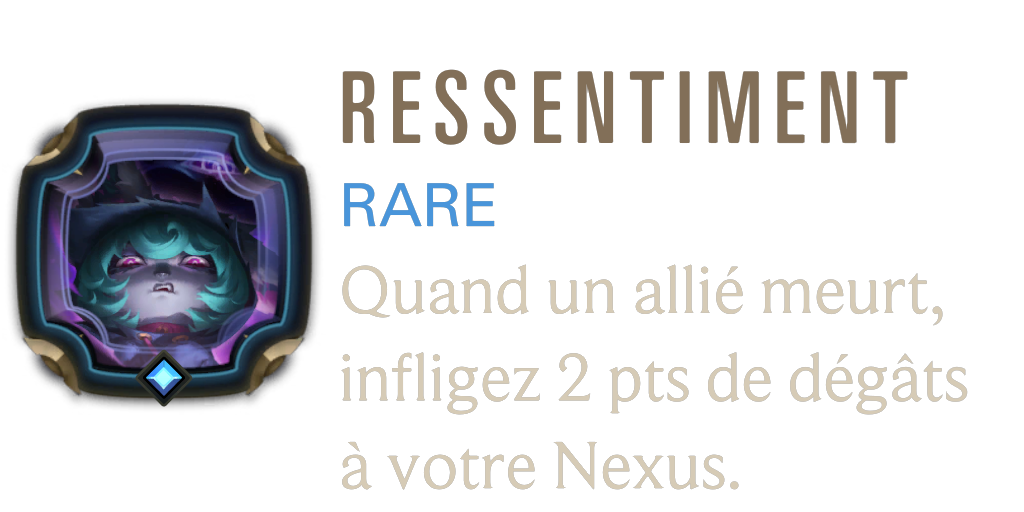 RESSENTIMENT
RARE
Quand un allié meurt,
infligez 2 pts de dégâts
à votre Nexus.